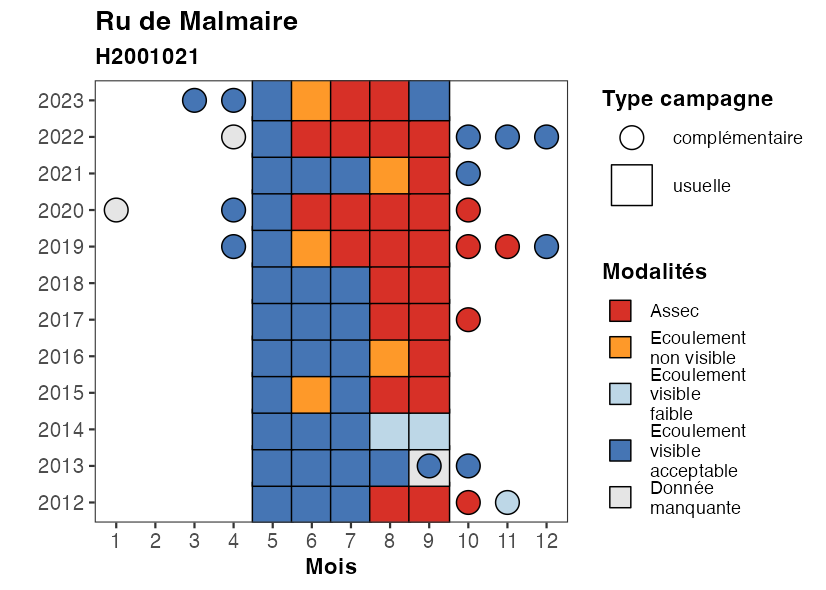 Ru de Malmaire
H2001021
2023
2022
2021
2020
2019
2018
2017
2016
2015
2014
2013
2012
1 2 3 4 5 6 7 8 9 10 11 12
Mois
Type campagne
complémentaire
usuelle
Modalités
Assec
Ecoulement
non visible
Ecoulement
visible
faible
Ecoulement
visible
acceptable
Donnée
manquante